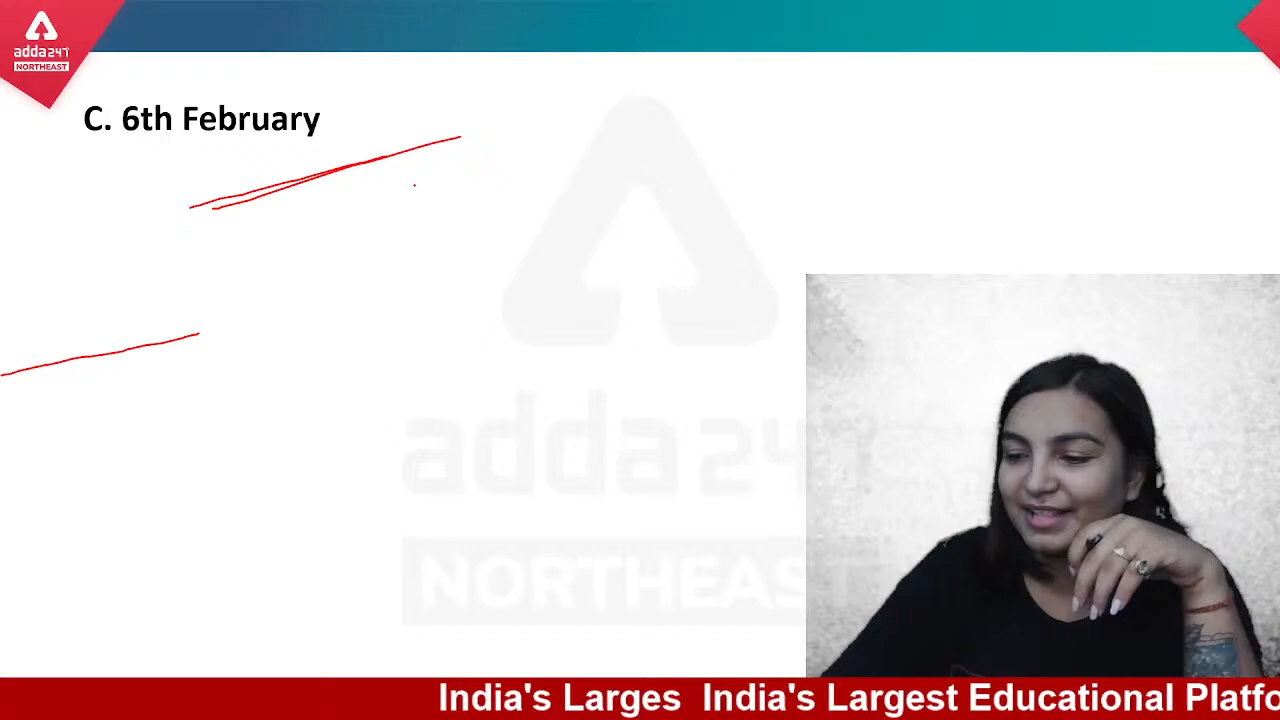 adda247
NORTHEAST
C. 6th February
adda247
NORTHEAST
India's Larges India's Largest Educational Platfo